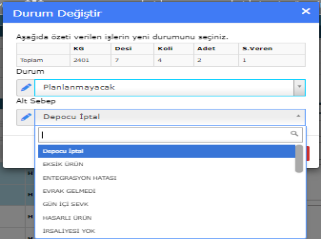 Durum Değiştir
×
Aşağıda özeti verilen işlerin yeni durumunu seçiniz.
KG Desi Koli Adet S.Veren
Toplam 2401 7 4 2 1
Durum
Planlanmayacak
Alt Sebep
Depocu İptal
Depocu İptal
EKSİK ÜRÜN
ENTEGRASYON HATASI
EVRAK GELMEDİ
GÜN İÇİ SEVK
HASARLI ÜRÜN
İRSALİYESİ YOK